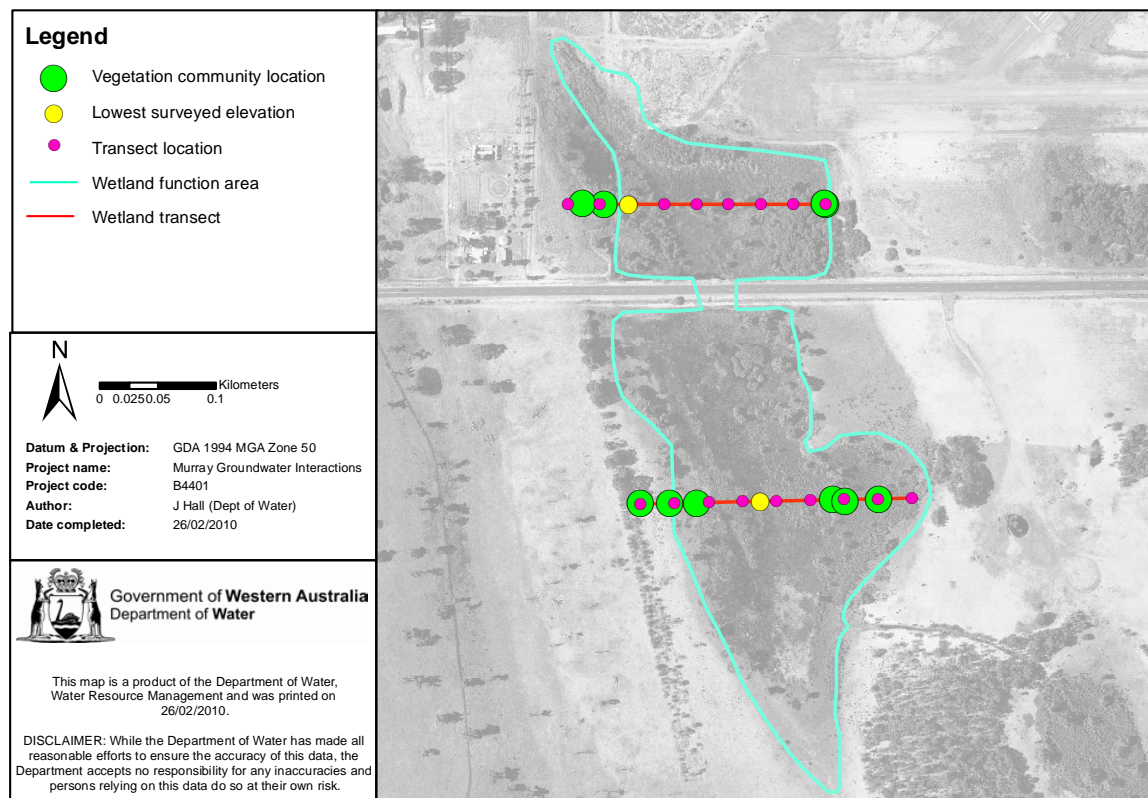 Legend
Vegetation community location
Lowest surveyed elevation
Transect location
Wetland function area
Wetland transect
N
Kilometers
0 0.0250.05 0.1
Datum & Projection: GDA 1994 MGA Zone 50
Project name: Murray Groundwater Interactions
Project code: B4401
Author: J Hall (Dept of Water)
Date completed: 26/02/2010
Government of Western Australia
Department of Water
This map is a product of the Department of Water,
Water Resource Management and was printed on
26/02/2010.
DISCLAIMER: While the Department of Water has made all
reasonable efforts to ensure the accuracy of this data, the
Department accepts no responsibility for any inaccuracies and
persons relying on this data do so at their own risk.